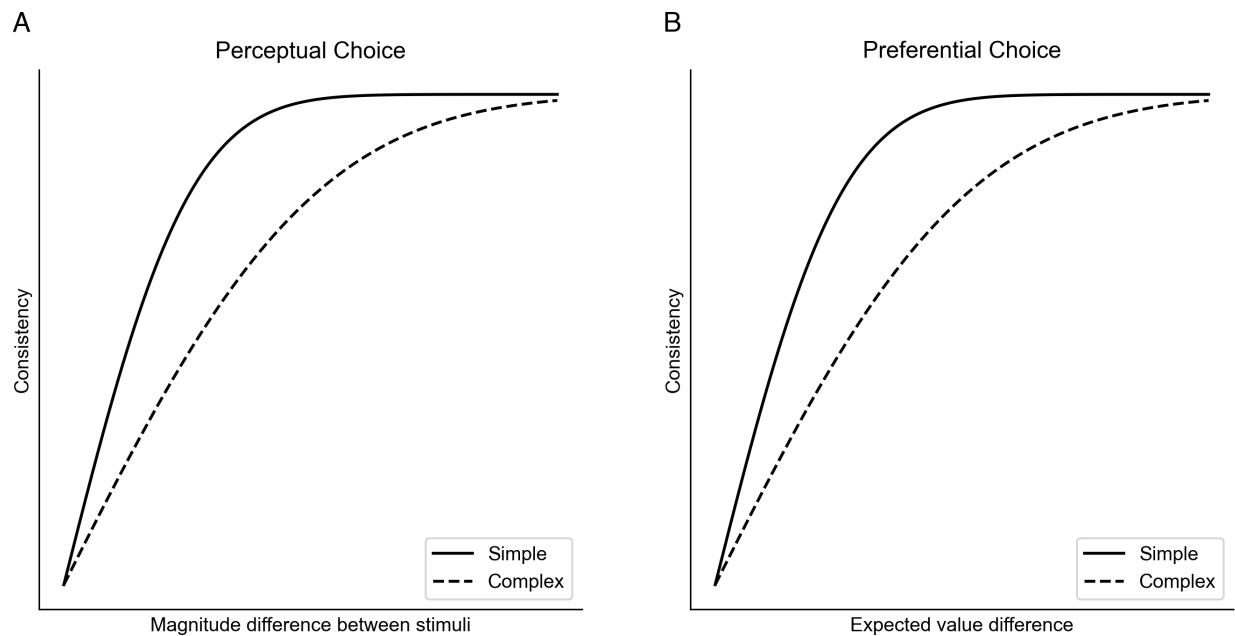 A
Perceptual Choice
Consistency
Simple
Complex
Magnitude difference between stimuli
B
Preferential Choice
Consistency
Simple
Complex
Expected value difference